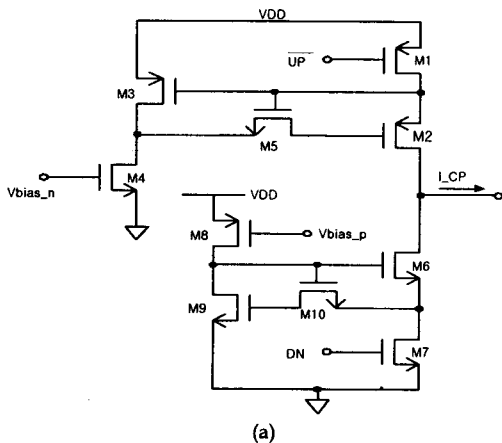 VDD
UP
M1
M3
M2
M5
M4
Vbias_n
I_CP
VDD
M8
Vbias_p
M6
M9
M10
DN
M7
(a)